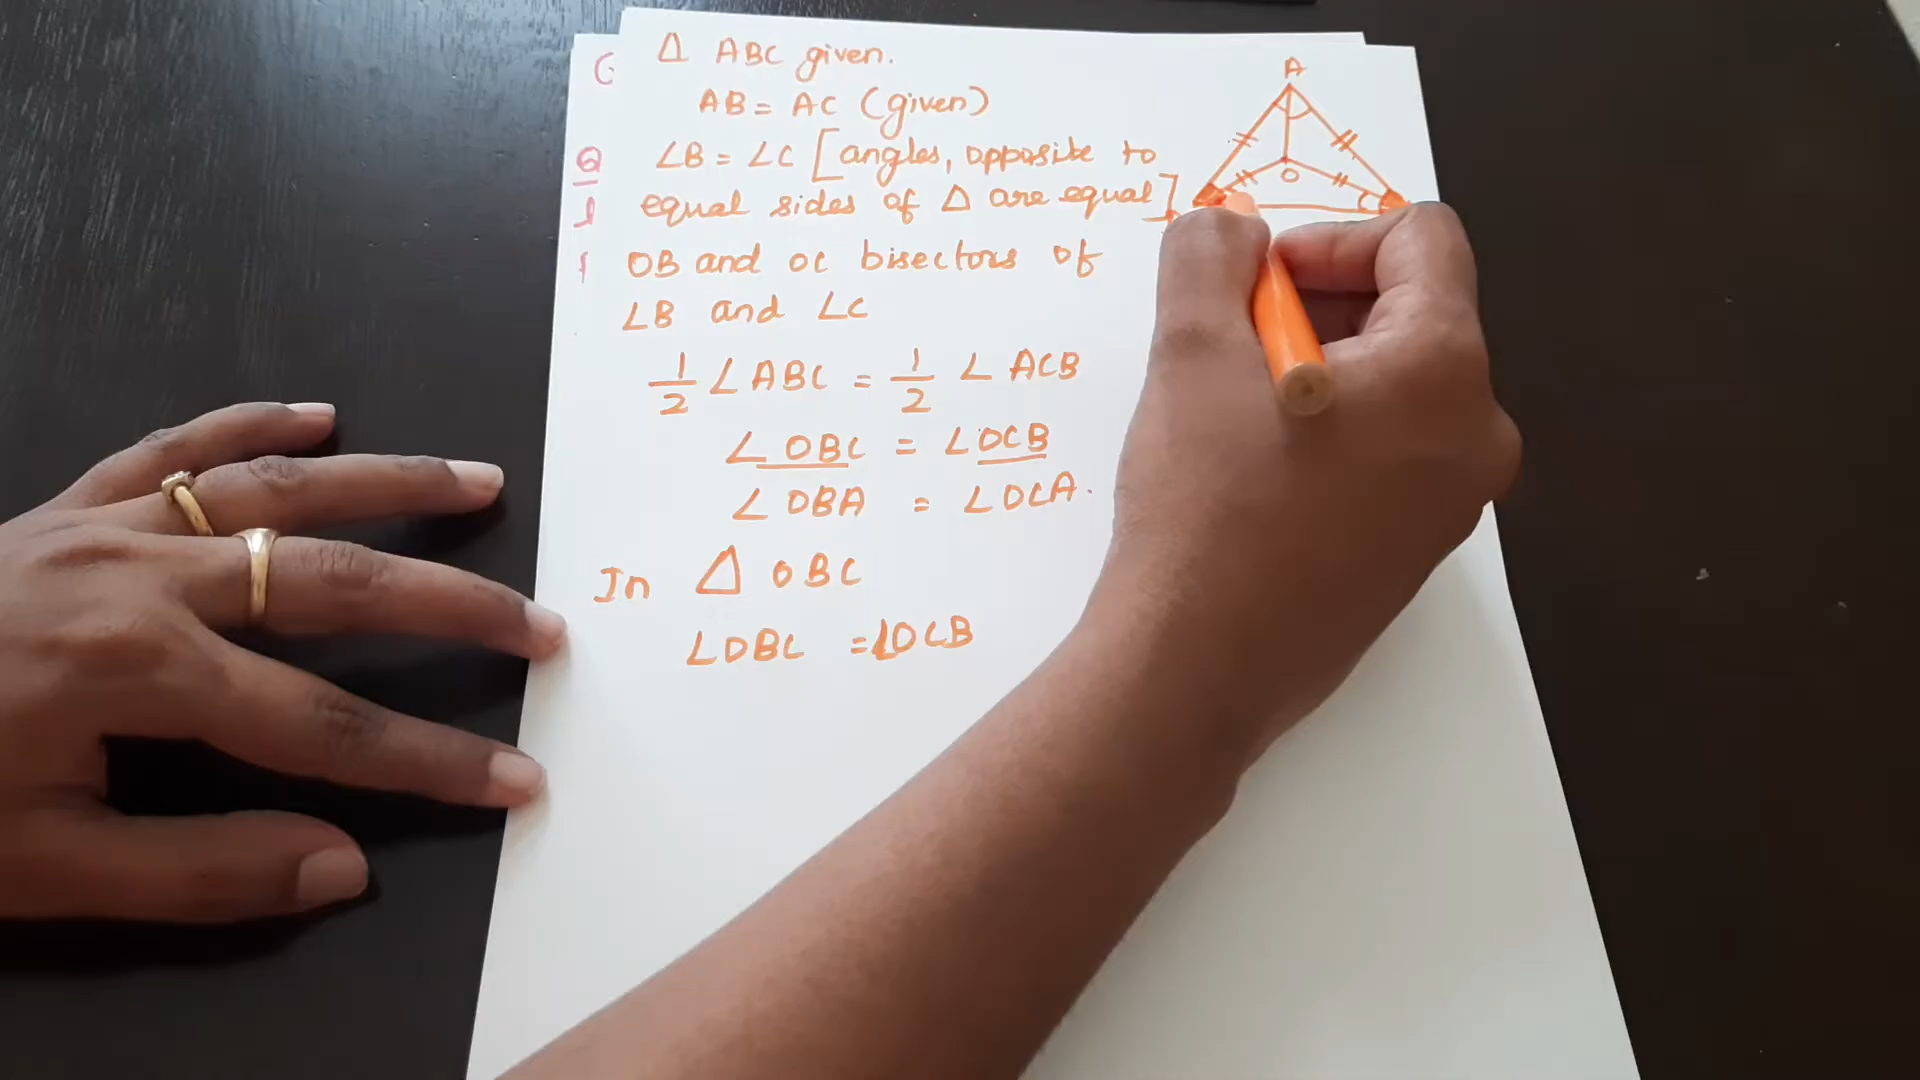 Δ ABC given.
AB = AC (given)
∠B = ∠C [angles, opposite to
equal sides of Δ are equal]
OB and OC bisectors of
∠B and ∠C
1/2 ∠ABC = 1/2 ∠ACB
∠OBC = ∠OCB
∠OBA = ∠OCA.
In Δ OBC
∠OBC = ∠OCB
A
O
Q